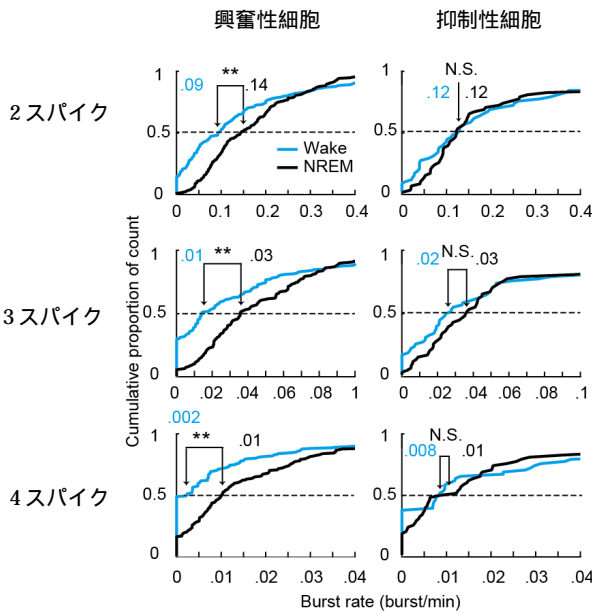 興奮性細胞 抑制性細胞
2 スパイク
1 0.5 0
.09 ** .14
Wake
NREM
0 0.1 0.2 0.3 0.4
1 0.5 0
N.S.
.12 .12
0 0.1 0.2 0.3 0.4
3 スパイク
1 0.5 0
.01 ** .03
0 .02 .04 .06 .08 1
1 0.5 0
N.S.
.02 .03
0 .02 .04 .06 .08 .1
4 スパイク
1 0.5 0
.002
** .01
0 .01 .02 .03 .04
1 0.5 0
N.S.
.008 .01
0 .01 .02 .03 .04
Cumulative proportion of count
Burst rate (burst/min)